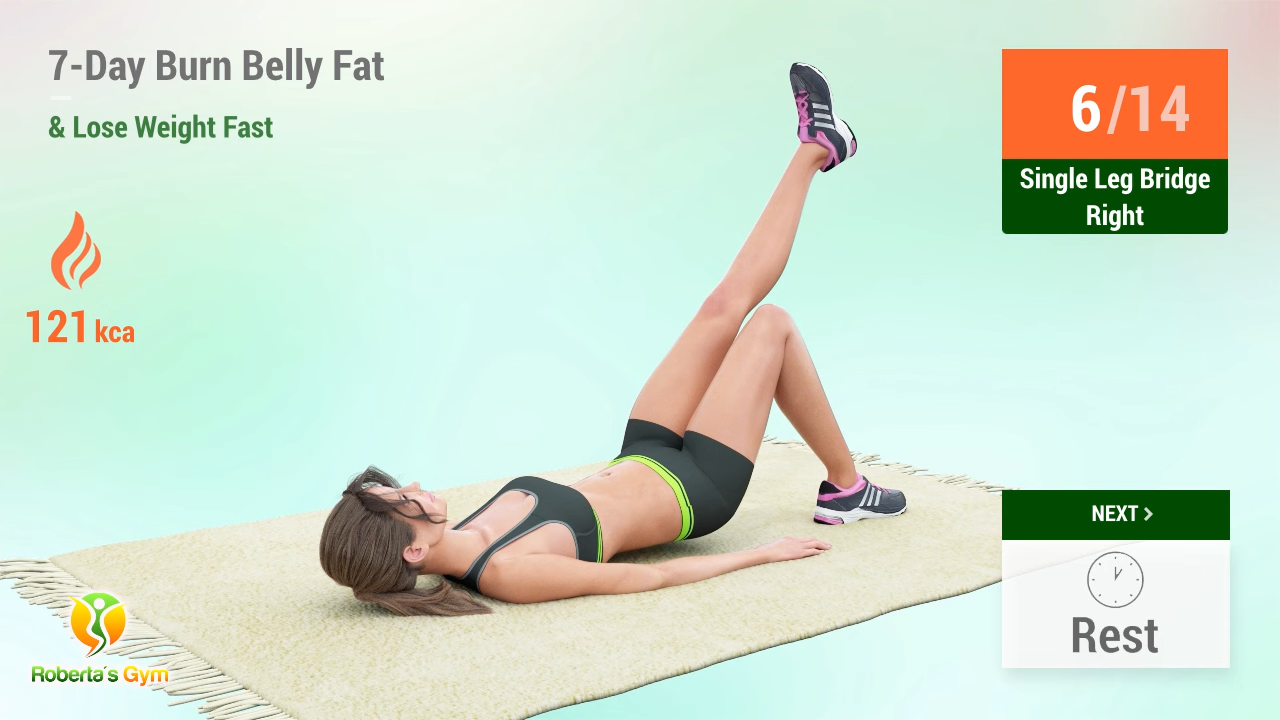 7-Day Burn Belly Fat
& Lose Weight Fast
6/14
Single Leg Bridge
Right
121 kca
NEXT >
Rest
Roberta´s Gym